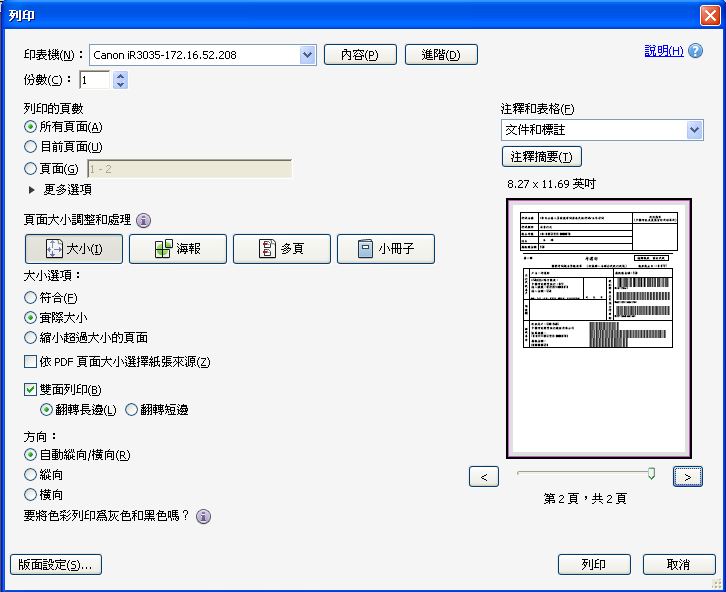 列印
印表機(N)： Canon iR3035-172.16.52.208 內容(P) 進階(D) 說明(H)
份數(C)： 1
列印的頁數
所有頁面(A)
目前頁面(U)
頁面(G) 1 - 2
更多選項
頁面大小調整和處理
大小(I) 海報 多頁 小冊子
大小選項：
符合(F)
實際大小
縮小超過大小的頁面
依 PDF 頁面大小選擇紙張來源(Z)
雙面列印(B)
翻轉長邊(L) 翻轉短邊
方向：
自動縱向/橫向(R)
縱向
橫向
要將色彩列印爲灰色和黑色嗎？
注釋和表格(F)
文件和標註
注釋摘要(T)
8.27 x 11.69 英吋
< >
第 2 頁，共 2 頁
版面設定(S)... 列印 取消